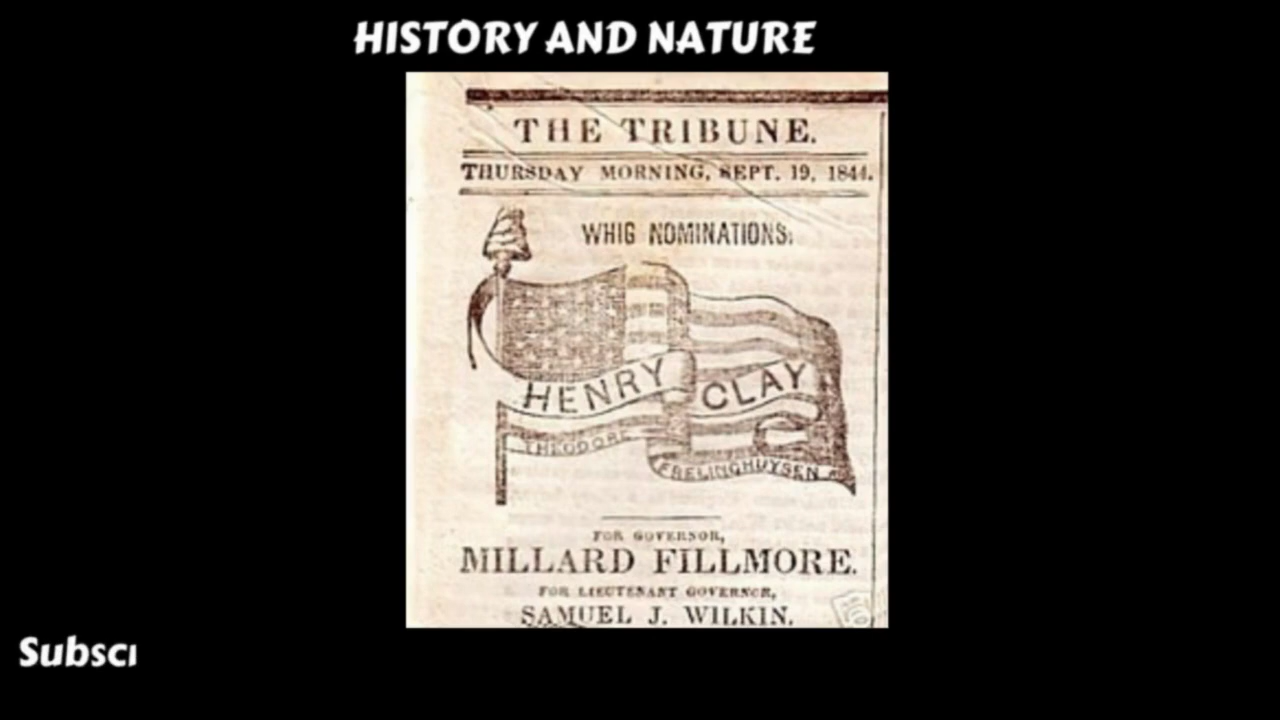 HISTORY AND NATURE
THE TRIBUNE.
THURSDAY MORNING, SEPT. 19, 1844.
WHIG NOMINATIONS:
HENRY CLAY
THEODORE FRELINGHUYSEN
FOR GOVERNOR,
MILLARD FILLMORE.
FOR LIEUTENANT GOVERNOR,
SAMUEL J. WILKIN.
Subscr